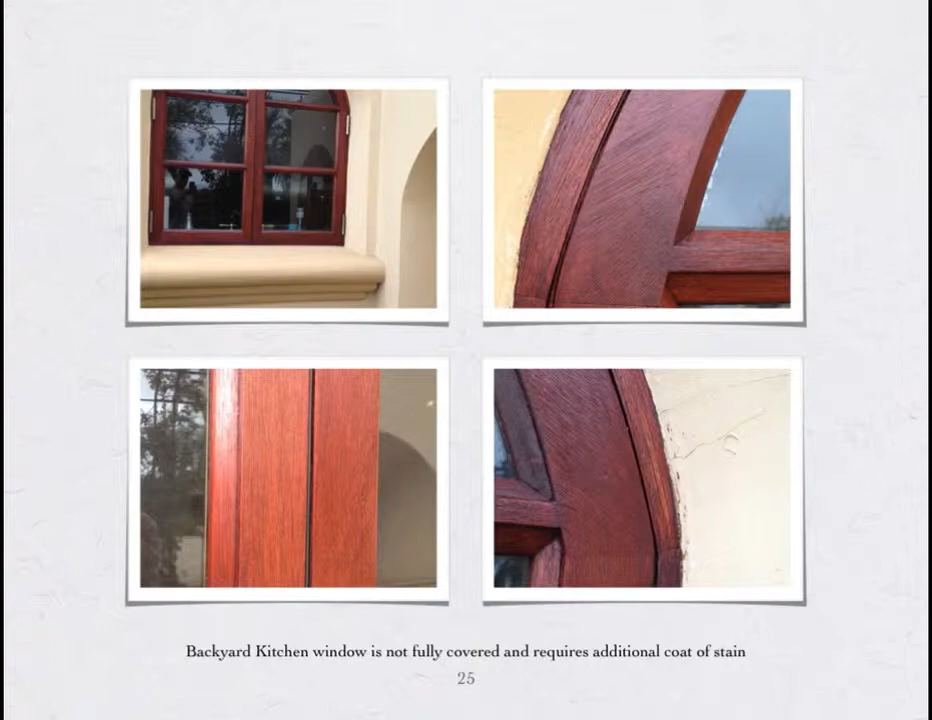 Backyard Kitchen window is not fully covered and requires additional coat of stain
25